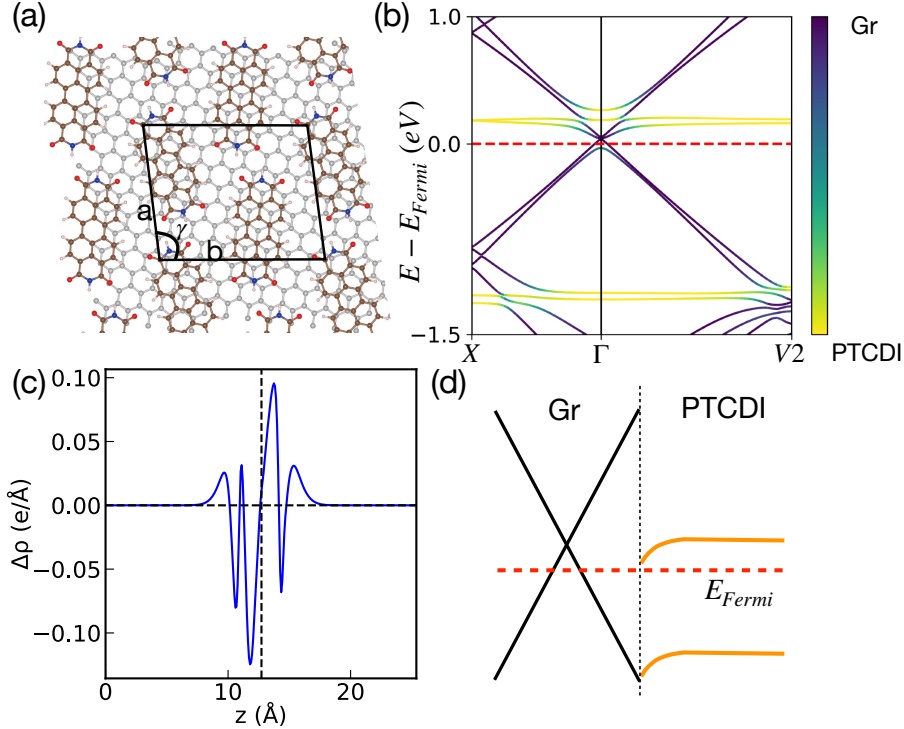 (a)
a
γ
b
(b)
1.0
0.0
−1.5
E − E_Fermi (eV)
X
Γ
V2
Gr
PTCDI
(c)
0.10
0.05
0.00
−0.05
−0.10
Δρ (e/Å)
0
10
20
z (Å)
(d)
Gr
PTCDI
E_Fermi